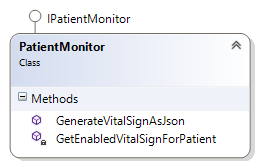 IPatientMonitor
PatientMonitor
Class
Methods
GenerateVitalSignAsJson
GetEnabledVitalSignForPatient